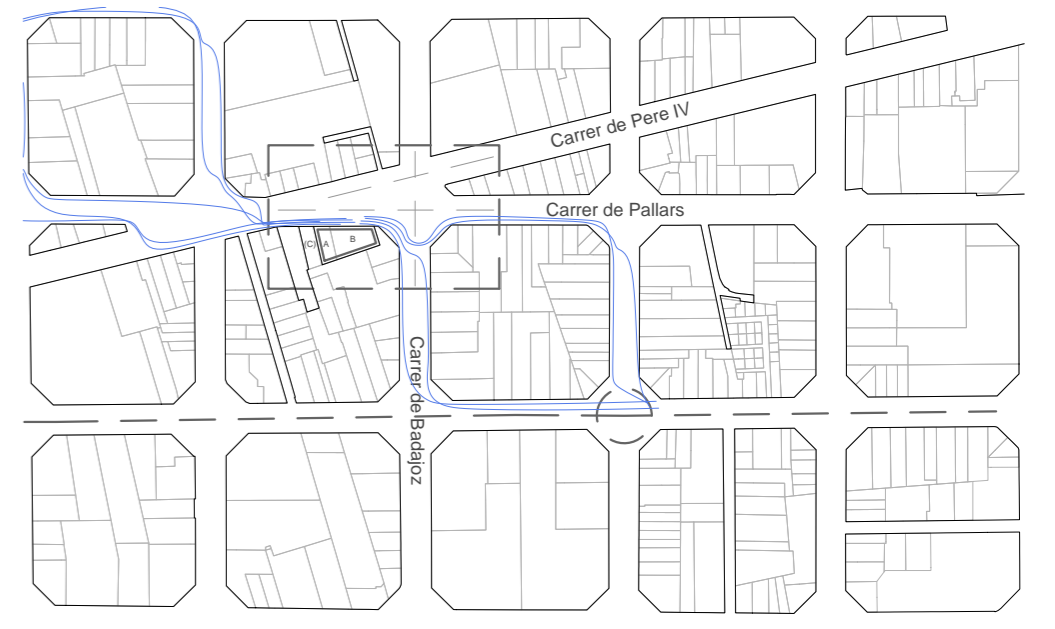 Carrer de Pere IV
Carrer de Pallars
(C) A B
Carrer de Badajoz